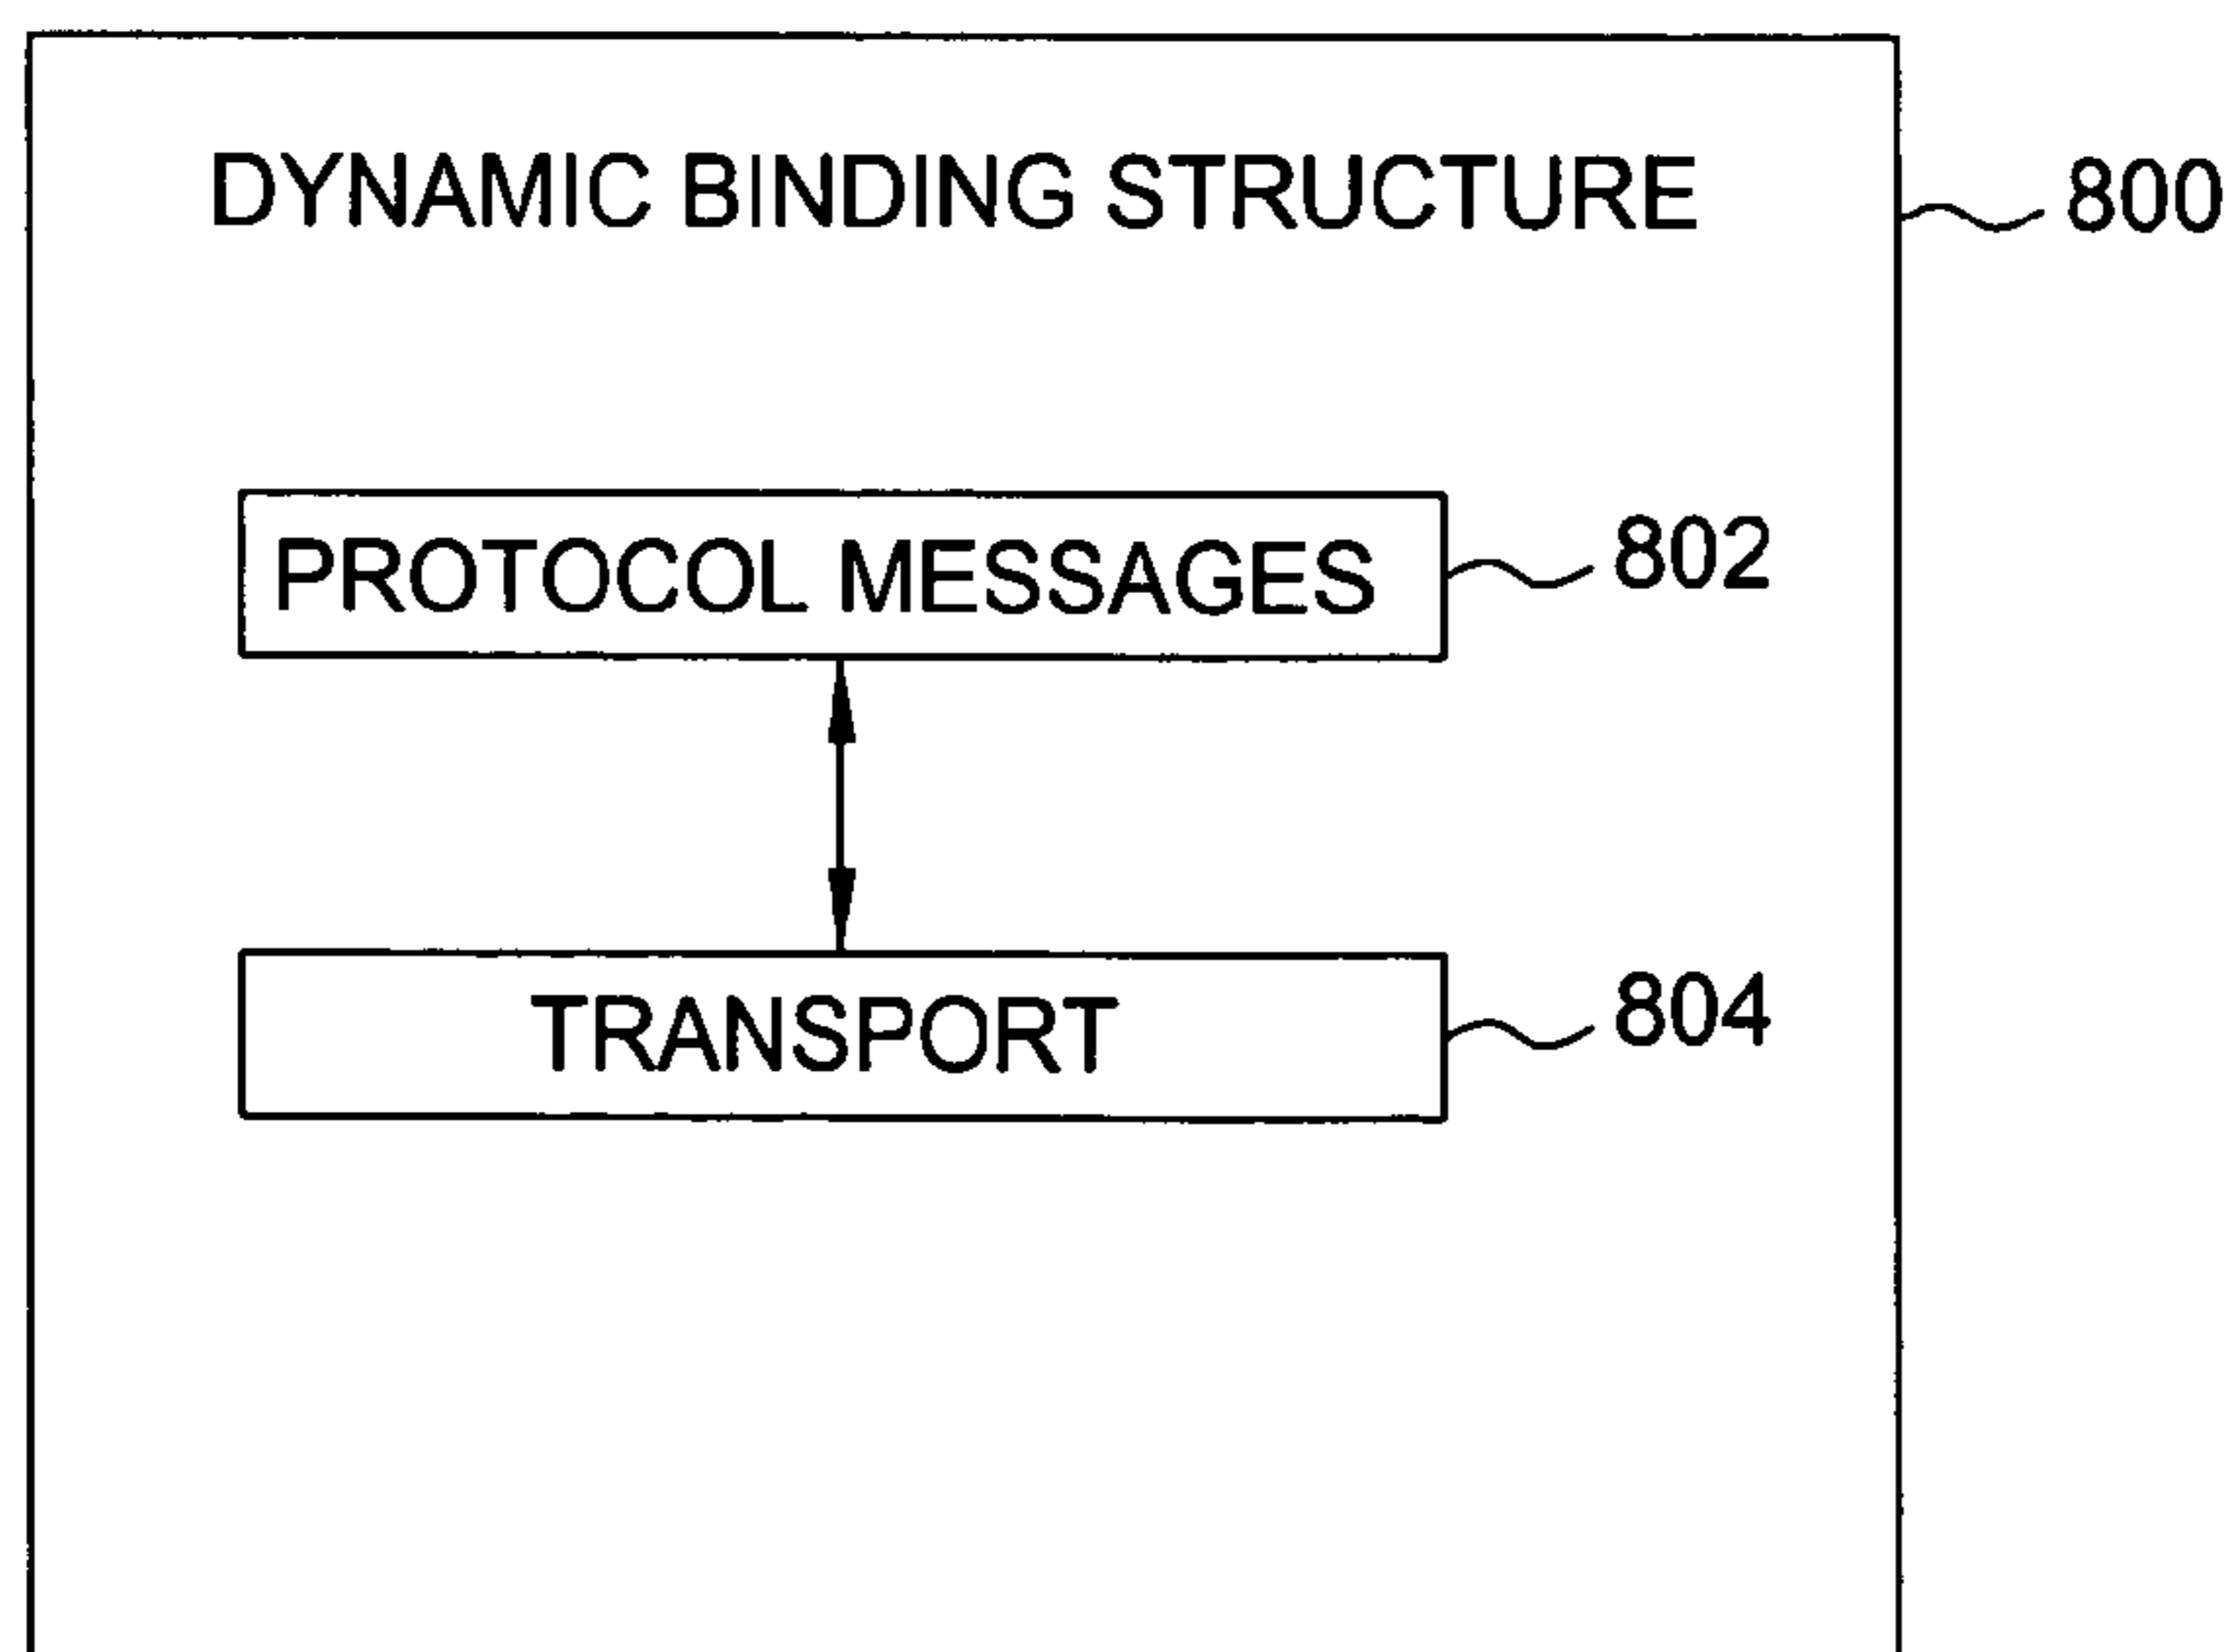 DYNAMIC BINDING STRUCTURE 800
PROTOCOL MESSAGES 802
TRANSPORT 804